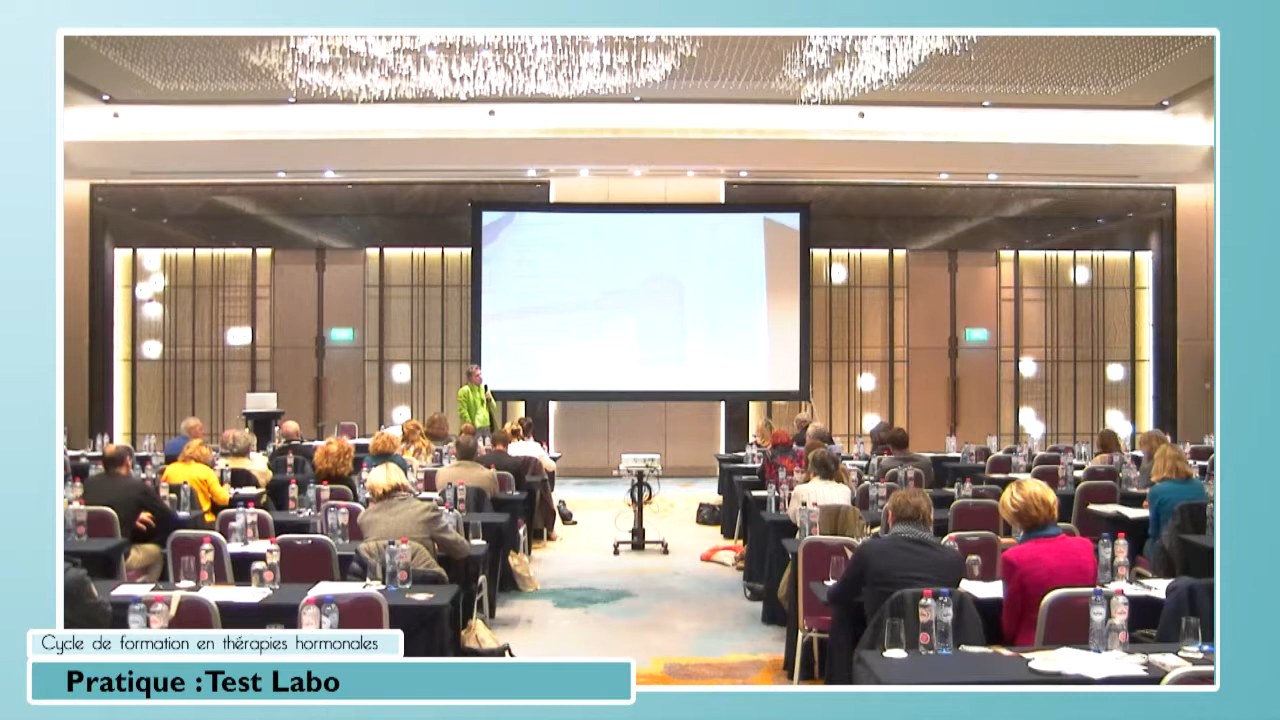 Cycle de formation en thérapies hormonales
Pratique : Test Labo